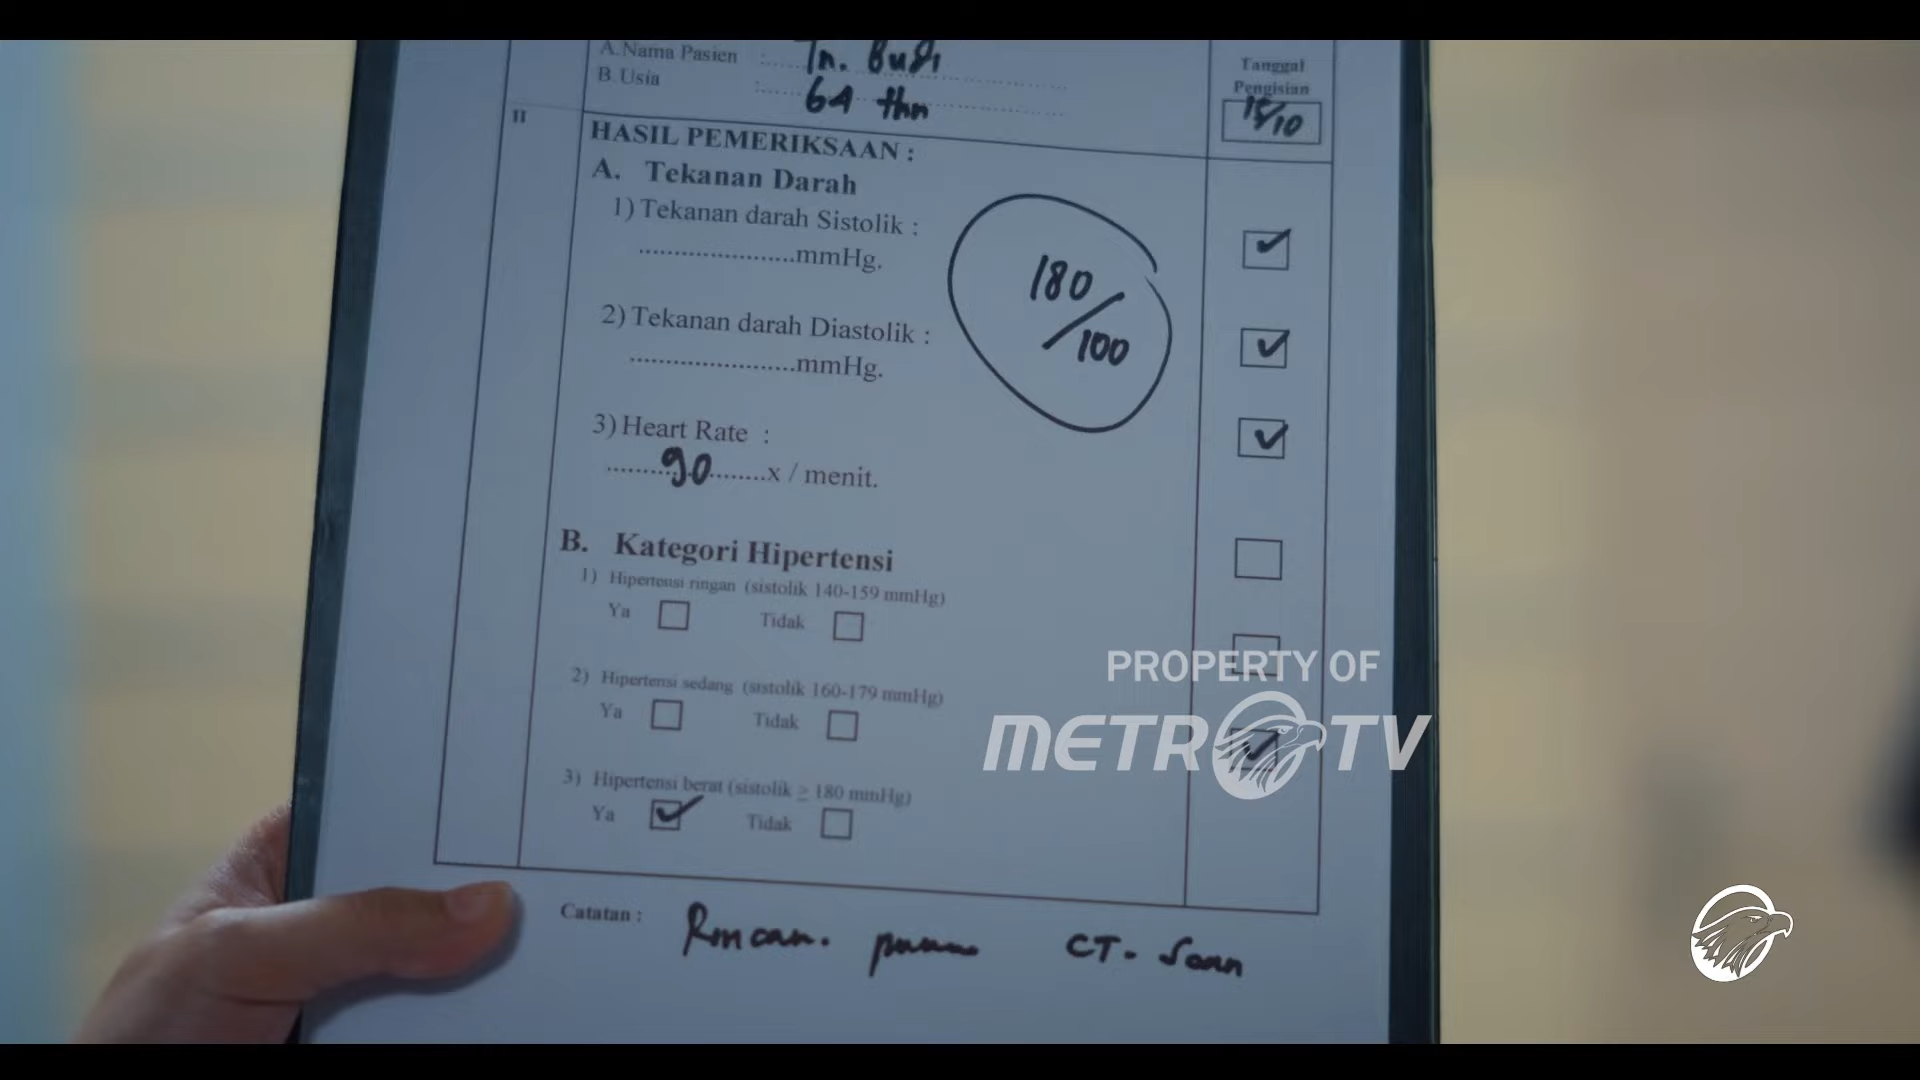 A. Nama Pasien : Tn. Budi
B. Usia : 64 thn
Tanggal
Pengisian
15/10
II
HASIL PEMERIKSAAN :
A. Tekanan Darah
1) Tekanan darah Sistolik :
......................mmHg.
180/100
2) Tekanan darah Diastolik :
.......................mmHg.
3) Heart Rate :
.........90........x / menit.
B. Kategori Hipertensi
1) Hipertensi ringan (sistolik 140-159 mmHg)
Ya Tidak
2) Hipertensi sedang (sistolik 160-179 mmHg)
Ya Tidak
3) Hipertensi berat (sistolik ≥ 180 mmHg)
Ya Tidak
Catatan : CT. Scan
PROPERTY OF
METRO TV